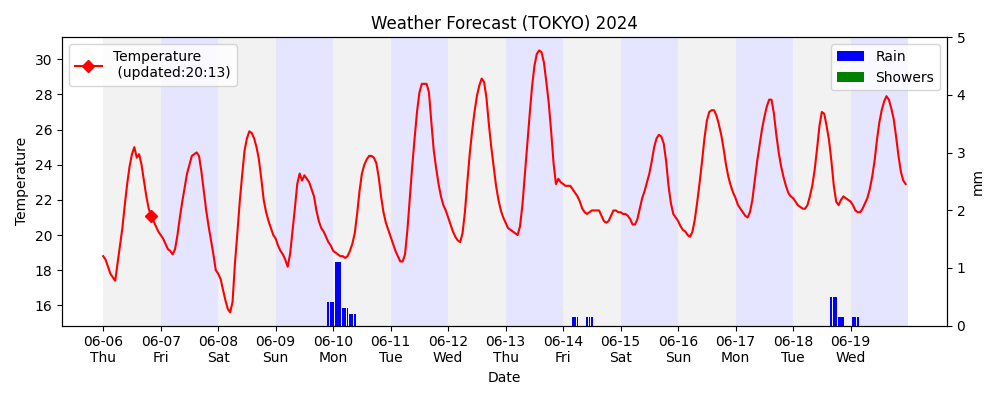 Weather Forecast (TOKYO) 2024
Temperature
(updated:20:13)
Rain
Showers
Temperature
30
28
26
24
22
20
18
16
5
4
3
2
1
0
mm
06-06 06-07 06-08 06-09 06-10 06-11 06-12 06-13 06-14 06-15 06-16 06-17 06-18 06-19
Thu Fri Sat Sun Mon Tue Wed Thu Fri Sat Sun Mon Tue Wed
Date